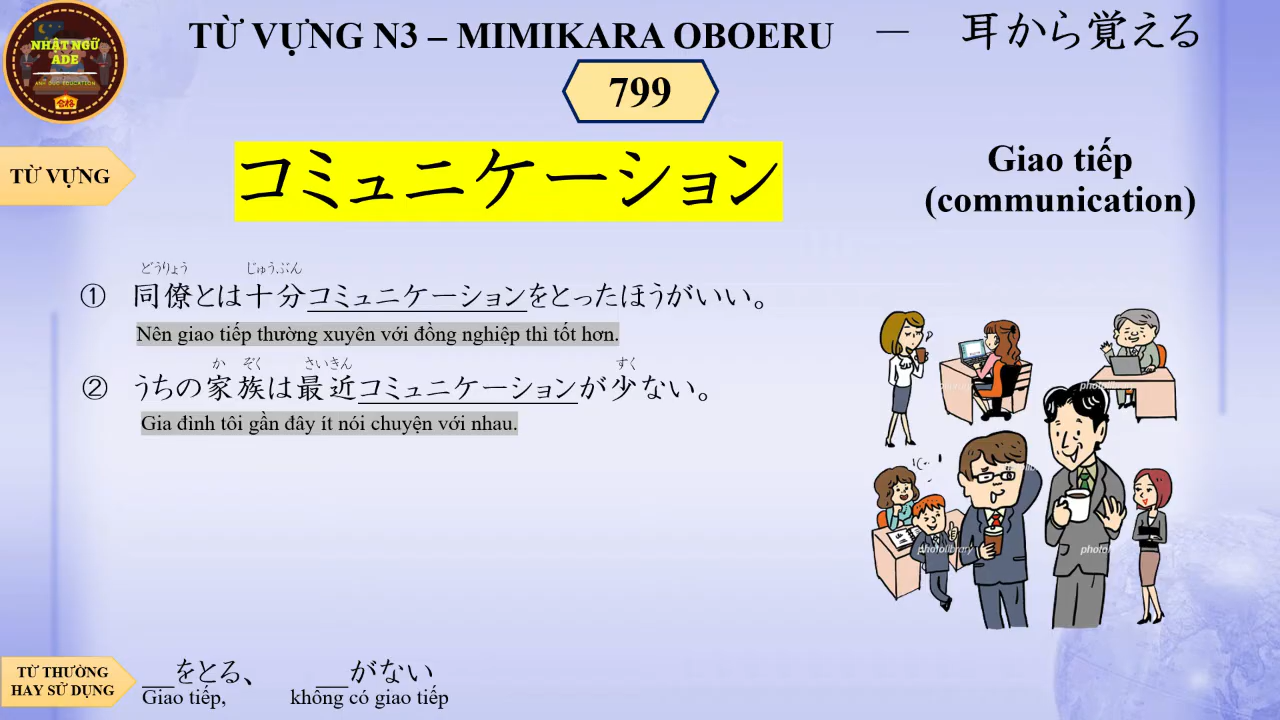 NHẬT NGỮ
ADE
ANH DUC EDUCATION
合格
TỪ VỰNG N3 – MIMIKARA OBOERU — 耳から覚える
799
TỪ VỰNG
コミュニケーション
Giao tiếp
(communication)
どうりょう じゅうぶん
① 同僚とは十分コミュニケーションをとったほうがいい。
Nên giao tiếp thường xuyên với đồng nghiệp thì tốt hơn.
か ぞく さいきん すく
② うちの家族は最近コミュニケーションが少ない。
Gia đình tôi gần đây ít nói chuyện với nhau.
photolibrary
photolibrary
TỪ THƯỜNG
HAY SỬ DỤNG
__をとる、 __がない
Giao tiếp, không có giao tiếp